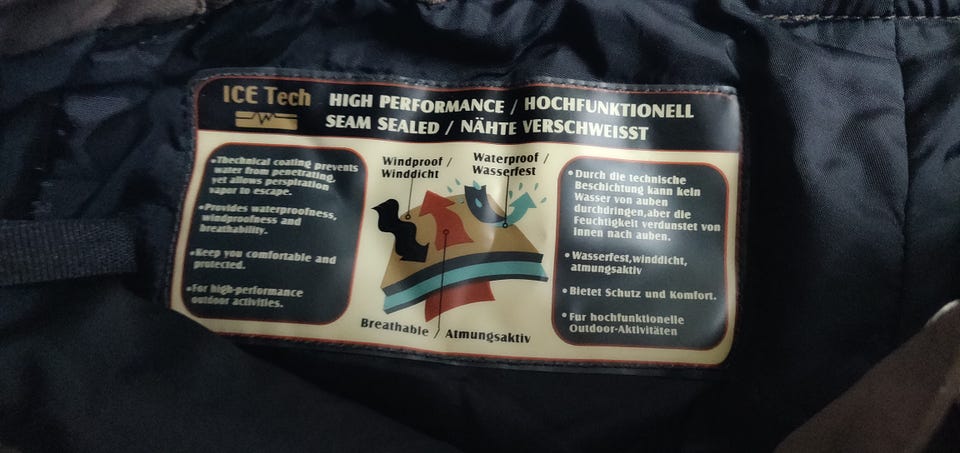 ICE Tech
HIGH PERFORMANCE / HOCHFUNKTIONELL
SEAM SEALED / NÄHTE VERSCHWEISST
•Thechnical coating prevents
water from penetrating,
yet allows perspiration
vapor to escape.
•Provides waterproofness,
windproofness and
breathability.
•Keep you comfortable and
protected.
•For high-performance
outdoor activities.
Windproof /
Winddicht
Waterproof /
Wasserfest
Breathable / Atmungsaktiv
•Durch die technische
Beschichtung kann kein
Wasser von auben
durchdringen,aber die
Feuchtigkeit verdunstet von
Innen nach auben.
•Wasserfest,winddicht,
atmungsaktiv
•Bietet Schutz und Komfort.
•Fur hochfunktionelle
Outdoor-Aktivitäten